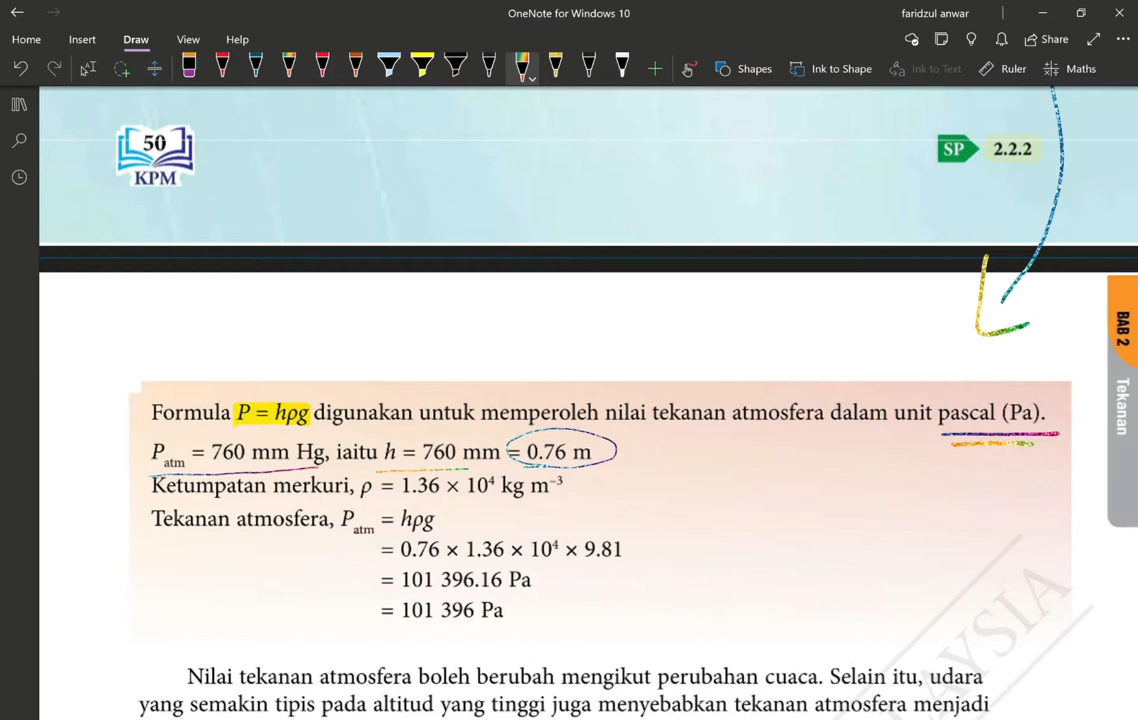 OneNote for Windows 10
faridzul anwar
Home Insert Draw View Help
Share
Shapes Ink to Shape Ink to Text Ruler Maths
50
KPM
SP 2.2.2
BAB 2
Tekanan
Formula P = hρg digunakan untuk memperoleh nilai tekanan atmosfera dalam unit pascal (Pa).
Patm = 760 mm Hg, iaitu h = 760 mm = 0.76 m
Ketumpatan merkuri, ρ = 1.36 × 10⁴ kg m⁻³
Tekanan atmosfera, Patm = hρg
= 0.76 × 1.36 × 10⁴ × 9.81
= 101 396.16 Pa
= 101 396 Pa
Nilai tekanan atmosfera boleh berubah mengikut perubahan cuaca. Selain itu, udara
yang semakin tipis pada altitud yang tinggi juga menyebabkan tekanan atmosfera menjadi